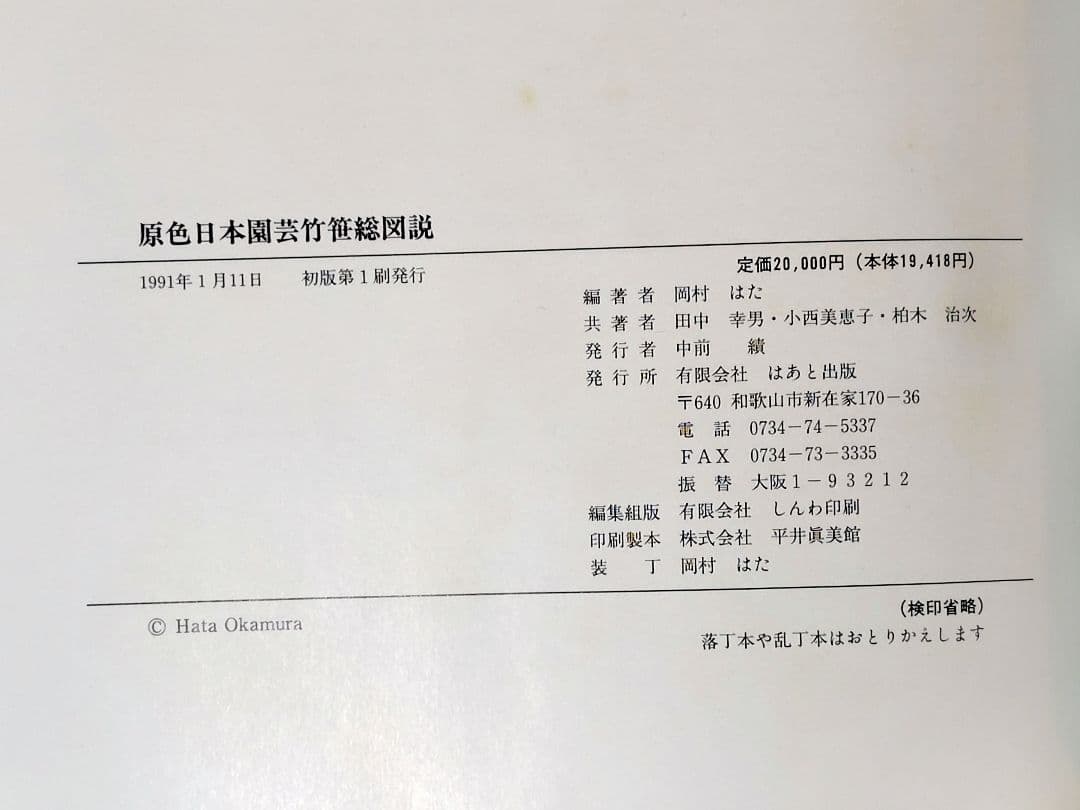 原色日本園芸竹笹総図説
1991年1月11日　初版第1刷発行
定価20,000円（本体19,418円）
編著者　岡村　はた
共著者　田中　幸男・小西美恵子・柏木　治次
発行者　中前　績
発行所　有限会社　はあと出版
〒640 和歌山市新在家170－36
電　話　0734－74－5337
ＦＡＸ　0734－73－3335
振　替　大阪１－９３２１２
編集組版　有限会社　しんわ印刷
印刷製本　株式会社　平井眞美館
装　丁　岡村　はた
© Hata Okamura
（検印省略）
落丁本や乱丁本はおとりかえします